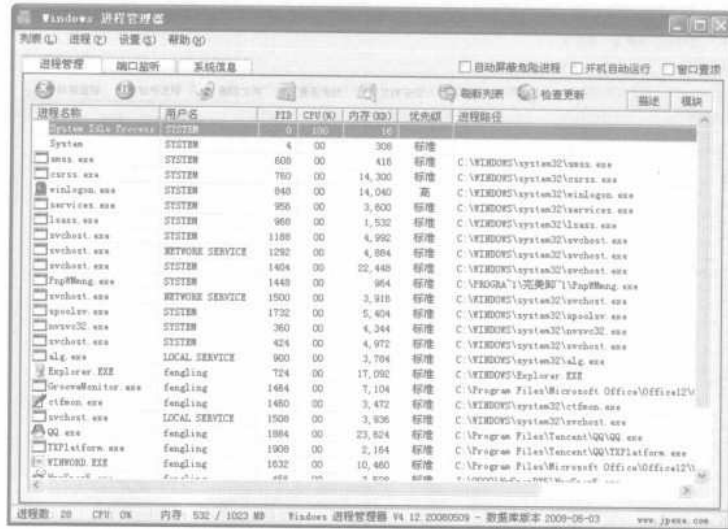 Windows 进程管理器
列表(L) 进程(P) 设置(S) 帮助(H)
进程管理 端口监听 系统信息 自动屏蔽危险进程 开机自动运行 窗口置顶
刷新列表 检查更新 描述 模块
进程名称 用户名 PID CPU(%) 内存(KB) 优先级 进程路径
System Idle Process SYSTEM 0 100 16
System SYSTEM 4 00 308 标准
smss.exe SYSTEM 608 00 416 标准 C:\WINDOWS\system32\smss.exe
csrss.exe SYSTEM 760 00 14,300 标准 C:\WINDOWS\system32\csrss.exe
winlogon.exe SYSTEM 848 00 14,040 高 C:\WINDOWS\system32\winlogon.exe
services.exe SYSTEM 956 00 3,600 标准 C:\WINDOWS\system32\services.exe
lsass.exe SYSTEM 968 00 1,532 标准 C:\WINDOWS\system32\lsass.exe
svchost.exe SYSTEM 1188 00 4,992 标准 C:\WINDOWS\system32\svchost.exe
svchost.exe NETWORK SERVICE 1292 00 4,884 标准 C:\WINDOWS\system32\svchost.exe
svchost.exe SYSTEM 1404 00 22,448 标准 C:\WINDOWS\system32\svchost.exe
PnpWMmng.exe SYSTEM 1448 00 964 标准 C:\PROGRA~1\完美卸~1\PnpWMmng.exe
svchost.exe NETWORK SERVICE 1500 00 3,916 标准 C:\WINDOWS\system32\svchost.exe
spoolsv.exe SYSTEM 1732 00 5,404 标准 C:\WINDOWS\system32\spoolsv.exe
nvsvc32.exe SYSTEM 360 00 4,344 标准 C:\WINDOWS\system32\nvsvc32.exe
svchost.exe SYSTEM 424 00 4,972 标准 C:\WINDOWS\system32\svchost.exe
alg.exe LOCAL SERVICE 900 00 3,784 标准 C:\WINDOWS\system32\alg.exe
Explorer.EXE fengling 724 00 17,092 标准 C:\WINDOWS\Explorer.EXE
GrooveMonitor.exe fengling 1464 00 7,104 标准 C:\Program Files\Microsoft Office\Office12\G
ctfmon.exe fengling 1480 00 3,472 标准 C:\WINDOWS\system32\ctfmon.exe
svchost.exe LOCAL SERVICE 1508 00 3,936 标准 C:\WINDOWS\system32\svchost.exe
QQ.exe fengling 1884 00 23,624 标准 C:\Program Files\Tencent\QQ\QQ.exe
TXPlatform.exe fengling 1908 00 2,164 标准 C:\Program Files\Tencent\QQ\TXPlatform.exe
WINWORD.EXE fengling 1632 00 10,460 标准 C:\Program Files\Microsoft Office\Office12\
进程数: 28 CPU: 0% 内存: 532 / 1023 MB Windows 进程管理器 V4.12.20080509 - 数据库版本 2008-06-03 www.jpexe.com